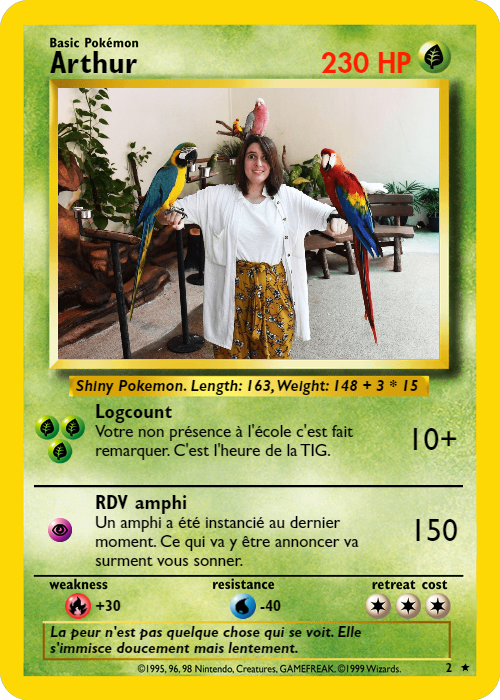 Basic Pokémon
Arthur
230 HP
Shiny Pokemon. Length: 163, Weight: 148 + 3 * 15
Logcount
Votre non présence à l'école c'est fait
remarquer. C'est l'heure de la TIG.
10+
RDV amphi
Un amphi a été instancié au dernier
moment. Ce qui va y être annoncer va
surment vous sonner.
150
weakness
resistance
retreat cost
+30
-40
La peur n'est pas quelque chose qui se voit. Elle
s'immisce doucement mais lentement.
©1995, 96, 98 Nintendo, Creatures, GAMEFREAK. ©1999 Wizards.
2 ★